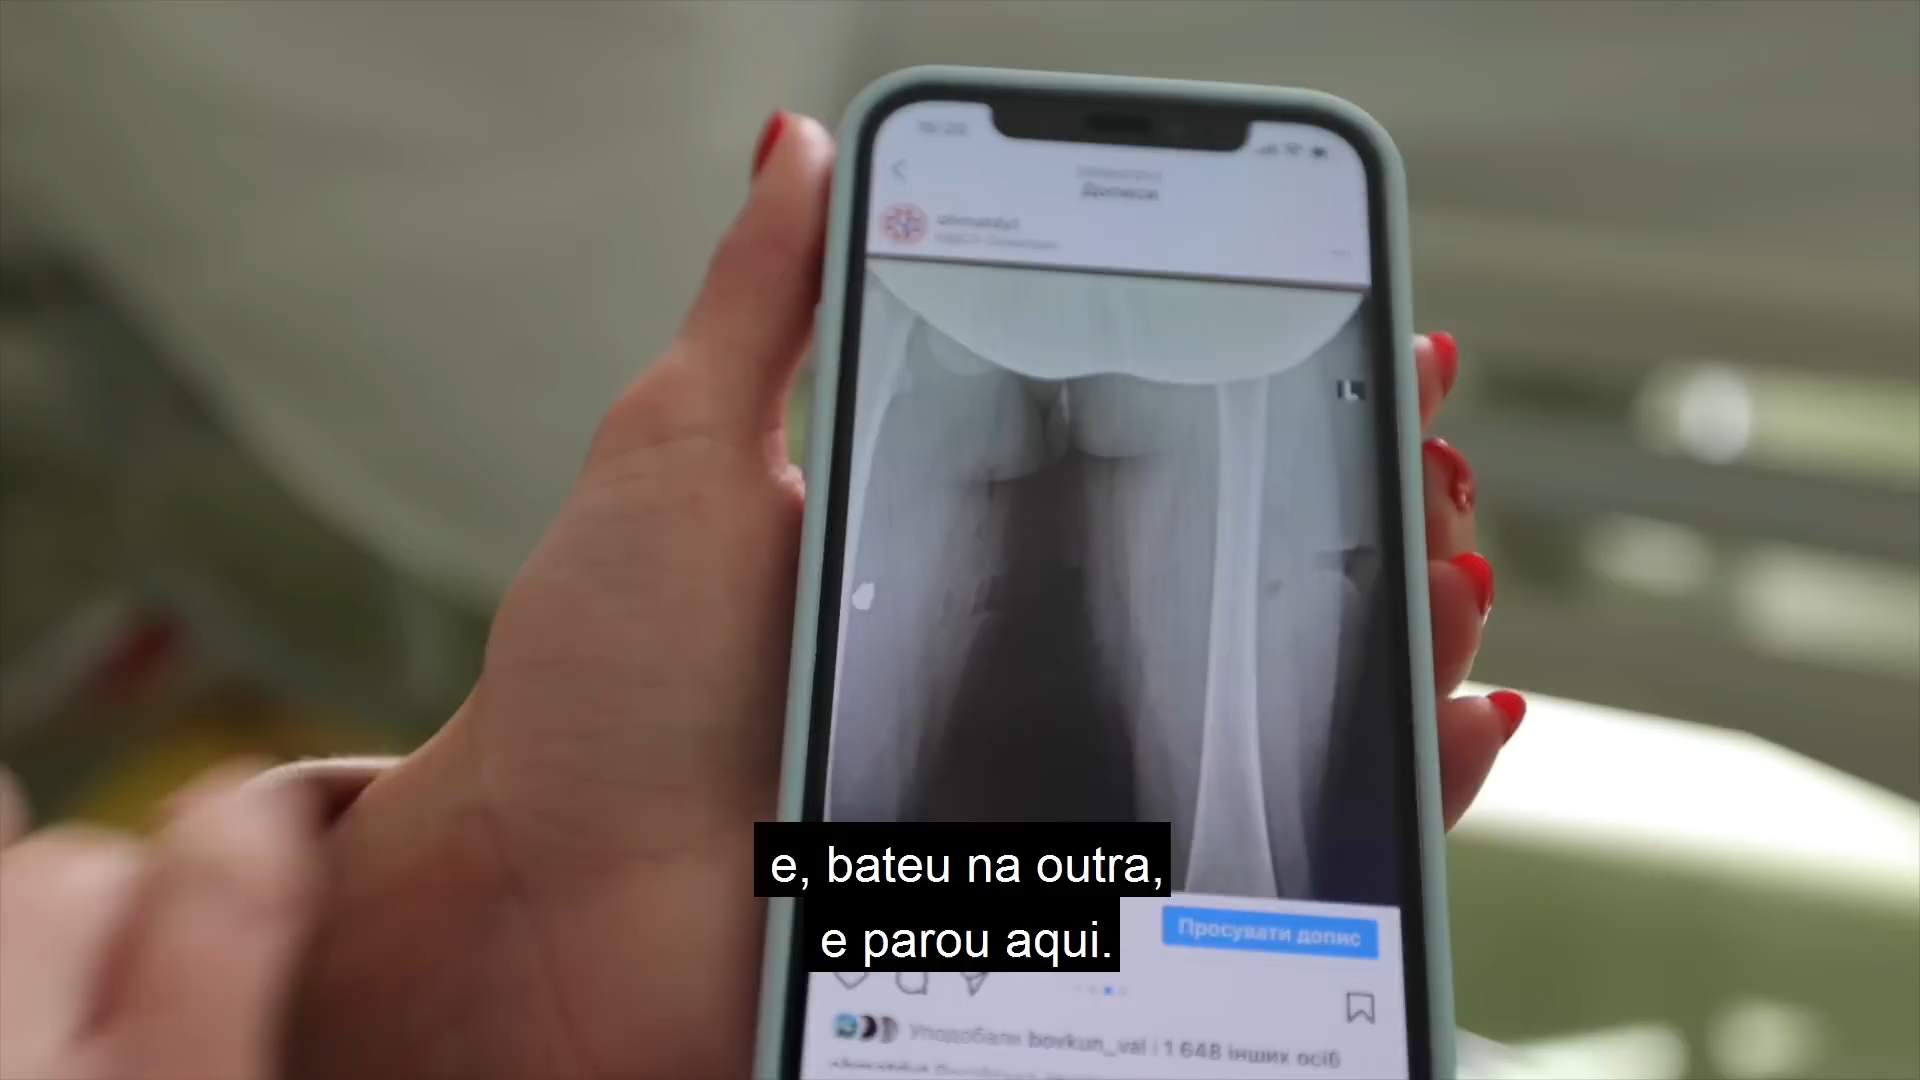 Дописи
L
e, bateu na outra,
e parou aqui.
Просувати допис
Уподобали bovkun_val і 1 648 інших осіб